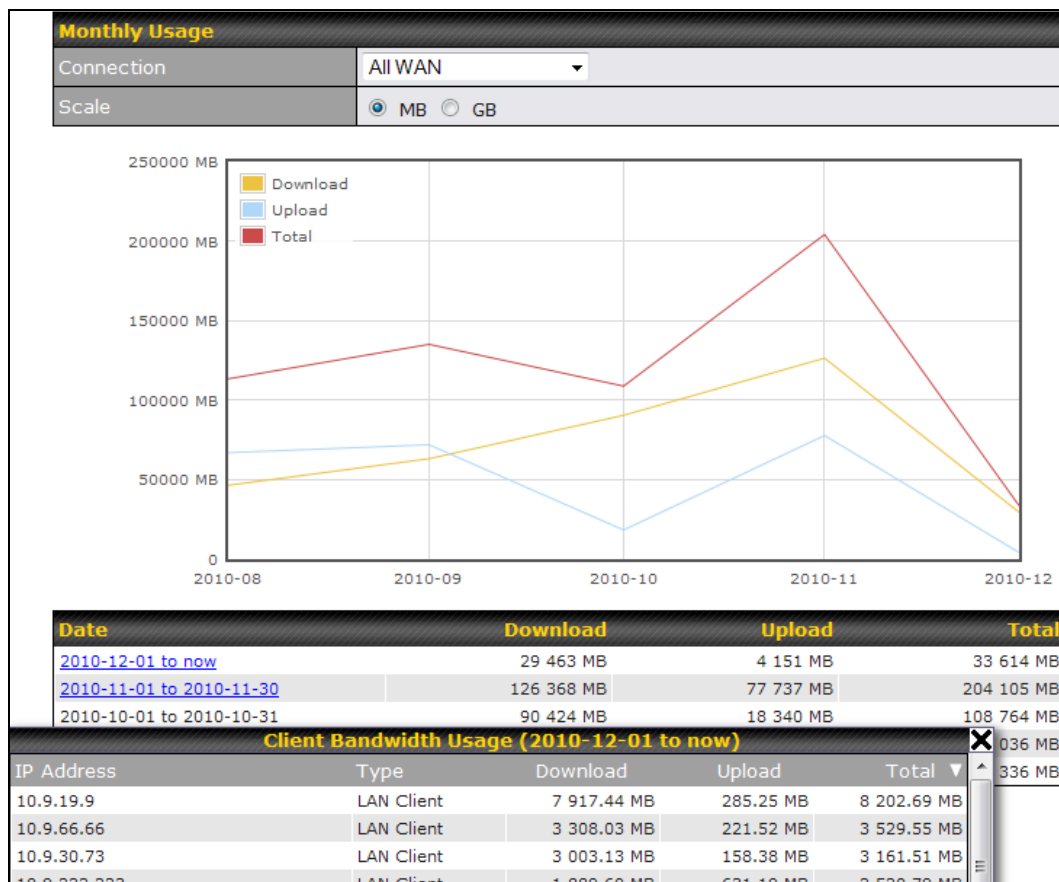 Monthly Usage
Connection All WAN
Scale MB GB
250000 MB
Download
Upload
200000 MB Total
150000 MB
100000 MB
50000 MB
0
2010-08 2010-09 2010-10 2010-11 2010-12
Date Download Upload Total
2010-12-01 to now 29 463 MB 4 151 MB 33 614 MB
2010-11-01 to 2010-11-30 126 368 MB 77 737 MB 204 105 MB
2010-10-01 to 2010-10-31 90 424 MB 18 340 MB 108 764 MB
Client Bandwidth Usage (2010-12-01 to now) 036 MB
IP Address Type Download Upload Total 336 MB
10.9.19.9 LAN Client 7 917.44 MB 285.25 MB 8 202.69 MB
10.9.66.66 LAN Client 3 308.03 MB 221.52 MB 3 529.55 MB
10.9.30.73 LAN Client 3 003.13 MB 158.38 MB 3 161.51 MB
LAN Client